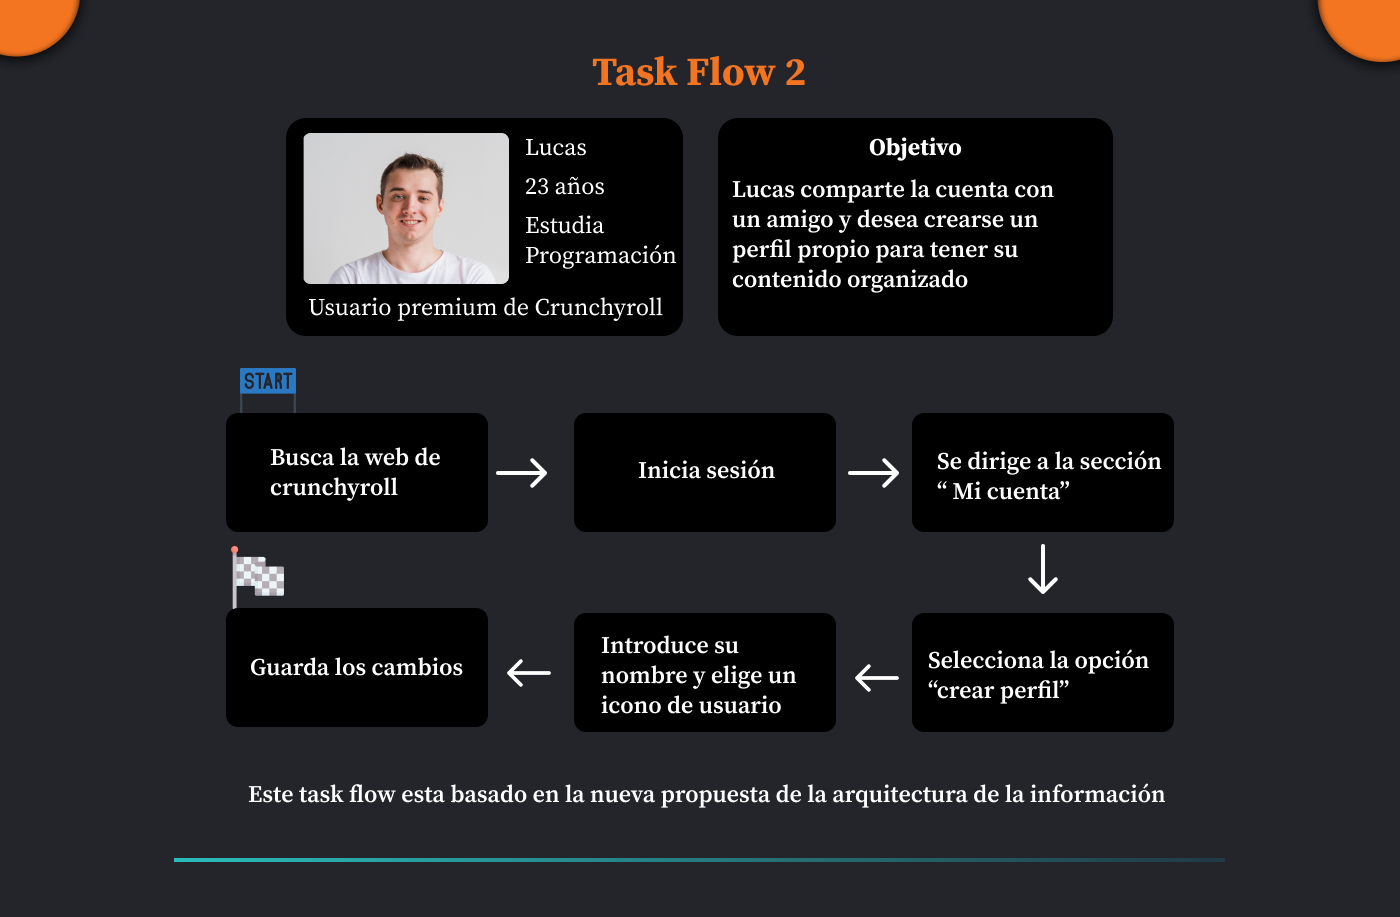 Task Flow 2
Lucas
23 años
Estudia
Programación
Usuario premium de Crunchyroll
Objetivo
Lucas comparte la cuenta con
un amigo y desea crearse un
perfil propio para tener su
contenido organizado
START
Busca la web de
crunchyroll
Inicia sesión
Se dirige a la sección
“ Mi cuenta”
Selecciona la opción
“crear perfil”
Introduce su
nombre y elige un
icono de usuario
Guarda los cambios
Este task flow esta basado en la nueva propuesta de la arquitectura de la información